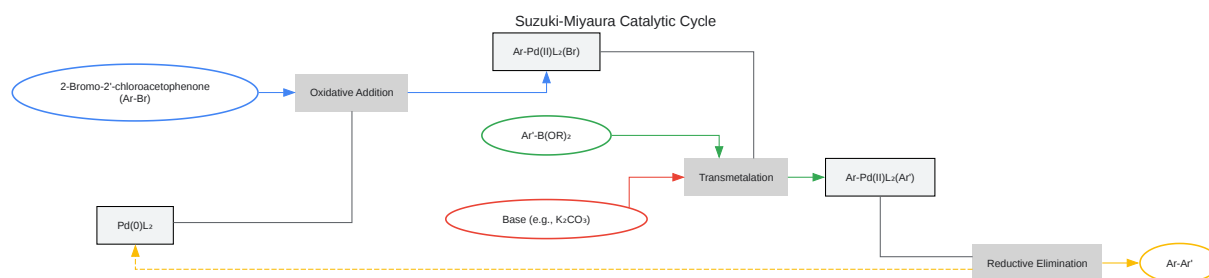 Suzuki-Miyaura Catalytic Cycle
Ar-Pd(II)L₂(Br)
2-Bromo-2'-chloroacetophenone
(Ar-Br)
Oxidative Addition
Ar'-B(OR)₂
Transmetalation
Ar-Pd(II)L₂(Ar')
Base (e.g., K₂CO₃)
Pd(0)L₂
Reductive Elimination
Ar-Ar'